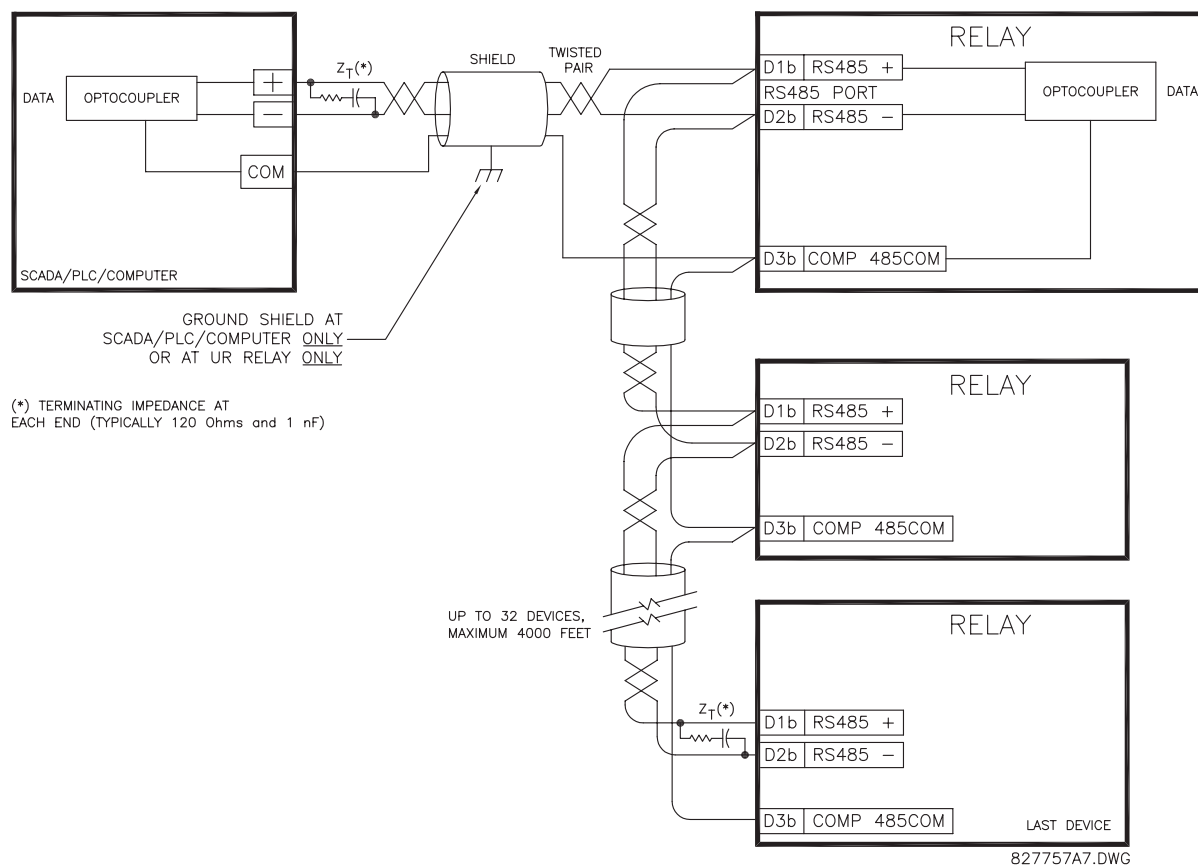 RELAY
Z_T(*)
SHIELD
TWISTED
PAIR
D1b RS485 +
RS485 PORT
D2b RS485 −
OPTOCOUPLER
DATA
DATA
OPTOCOUPLER
+
−
COM
D3b COMP 485COM
SCADA/PLC/COMPUTER
GROUND SHIELD AT
SCADA/PLC/COMPUTER ONLY
OR AT UR RELAY ONLY
(*) TERMINATING IMPEDANCE AT
EACH END (TYPICALLY 120 Ohms and 1 nF)
RELAY
D1b RS485 +
D2b RS485 −
D3b COMP 485COM
UP TO 32 DEVICES,
MAXIMUM 4000 FEET
RELAY
Z_T(*)
D1b RS485 +
D2b RS485 −
D3b COMP 485COM
LAST DEVICE
827757A7.DWG